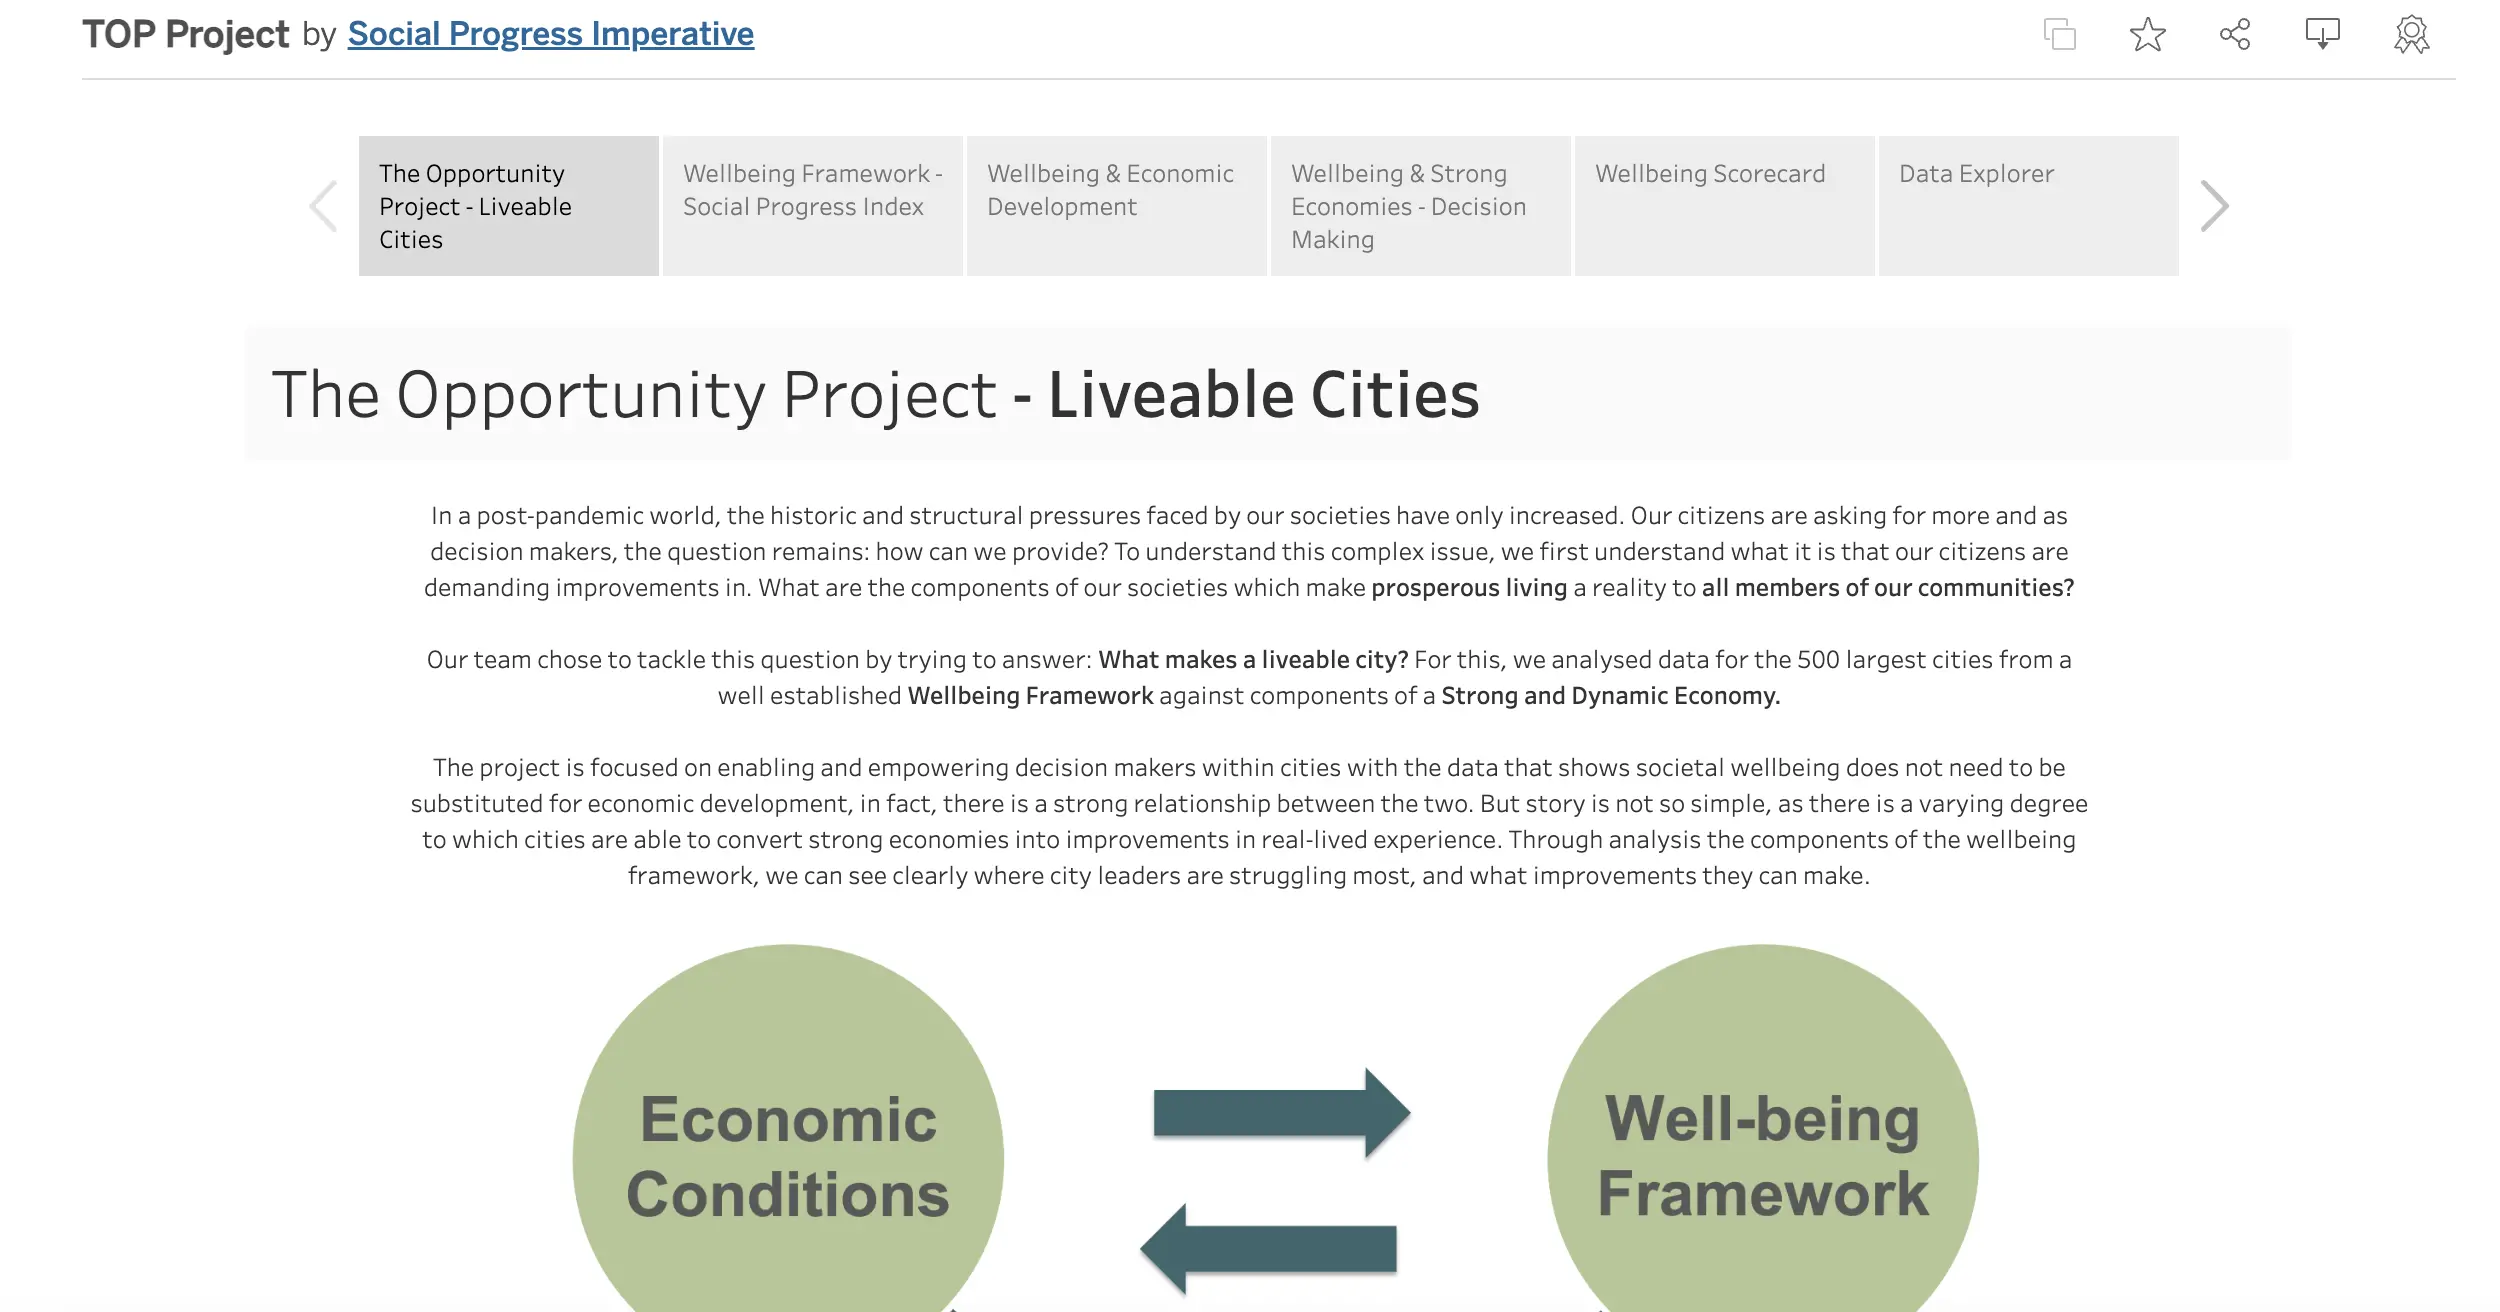 TOP Project by Social Progress Imperative
The Opportunity
Project - Liveable
Cities
Wellbeing Framework -
Social Progress Index
Wellbeing & Economic
Development
Wellbeing & Strong
Economies - Decision
Making
Wellbeing Scorecard
Data Explorer
The Opportunity Project - Liveable Cities
In a post-pandemic world, the historic and structural pressures faced by our societies have only increased. Our citizens are asking for more and as
decision makers, the question remains: how can we provide? To understand this complex issue, we first understand what it is that our citizens are
demanding improvements in. What are the components of our societies which make prosperous living a reality to all members of our communities?
Our team chose to tackle this question by trying to answer: What makes a liveable city? For this, we analysed data for the 500 largest cities from a
well established Wellbeing Framework against components of a Strong and Dynamic Economy.
The project is focused on enabling and empowering decision makers within cities with the data that shows societal wellbeing does not need to be
substituted for economic development, in fact, there is a strong relationship between the two. But story is not so simple, as there is a varying degree
to which cities are able to convert strong economies into improvements in real-lived experience. Through analysis the components of the wellbeing
framework, we can see clearly where city leaders are struggling most, and what improvements they can make.
Economic
Conditions
Well-being
Framework